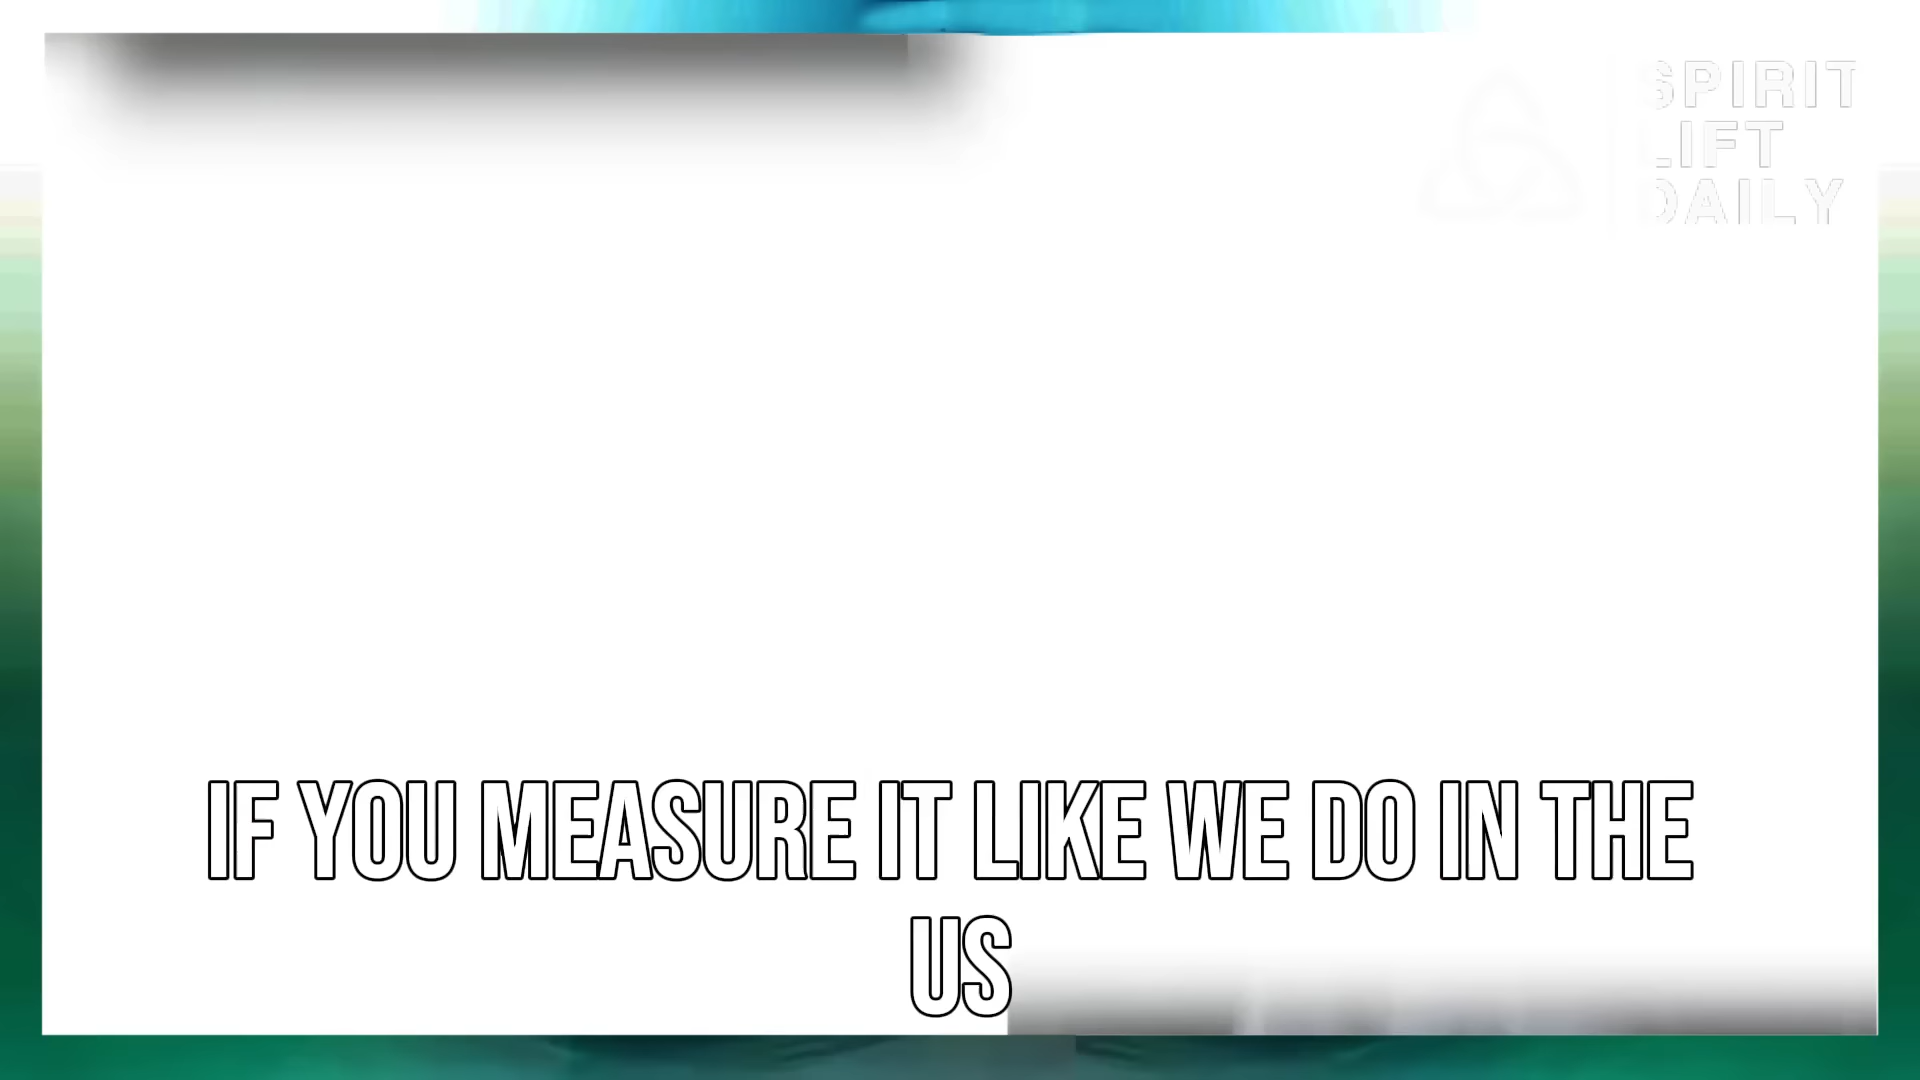 SPIRIT
LIFT
DAILY
IF YOU MEASURE IT LIKE WE DO IN THE
US